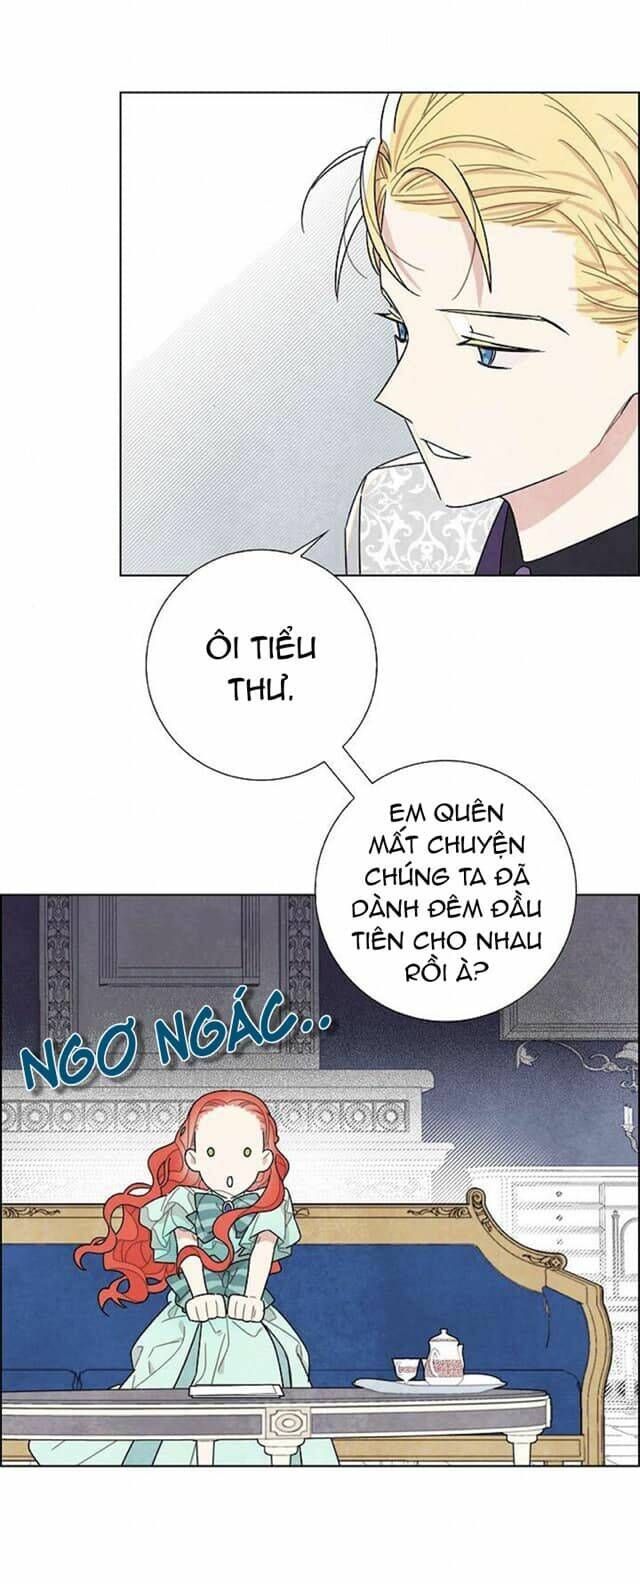 ÔI TIỂU
THƯ.
EM QUÊN
MẤT CHUYỆN
CHÚNG TA ĐÃ
DÀNH ĐÊM ĐẦU
TIÊN CHO NHAU
RỒI À?
NGƠ NGÁC..